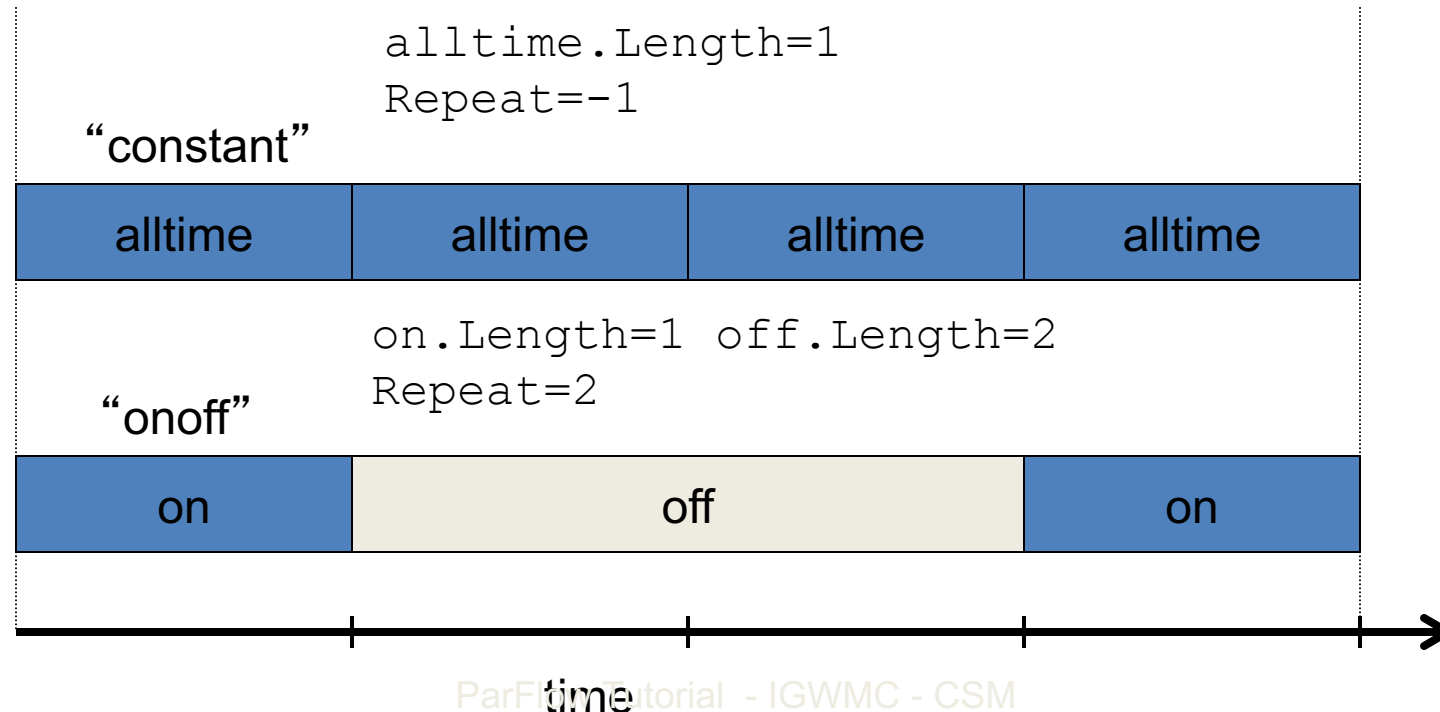 alltime.Length=1
Repeat=-1
“constant”
alltime alltime alltime alltime
on.Length=1 off.Length=2
Repeat=2
“onoff”
on off on
time
ParFlow Tutorial - IGWMC - CSM